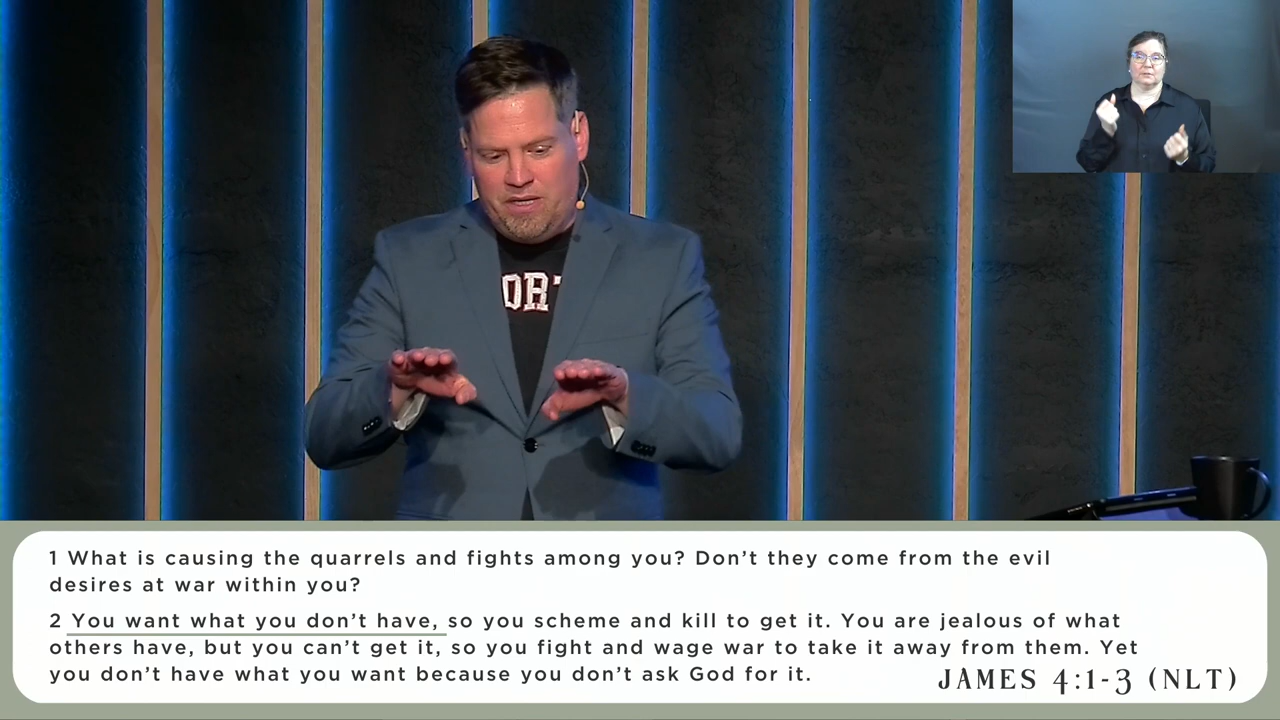 ORT
1 What is causing the quarrels and fights among you? Don’t they come from the evil
desires at war within you?
2 You want what you don’t have, so you scheme and kill to get it. You are jealous of what
others have, but you can’t get it, so you fight and wage war to take it away from them. Yet
you don’t have what you want because you don’t ask God for it.
JAMES 4:1-3 (NLT)